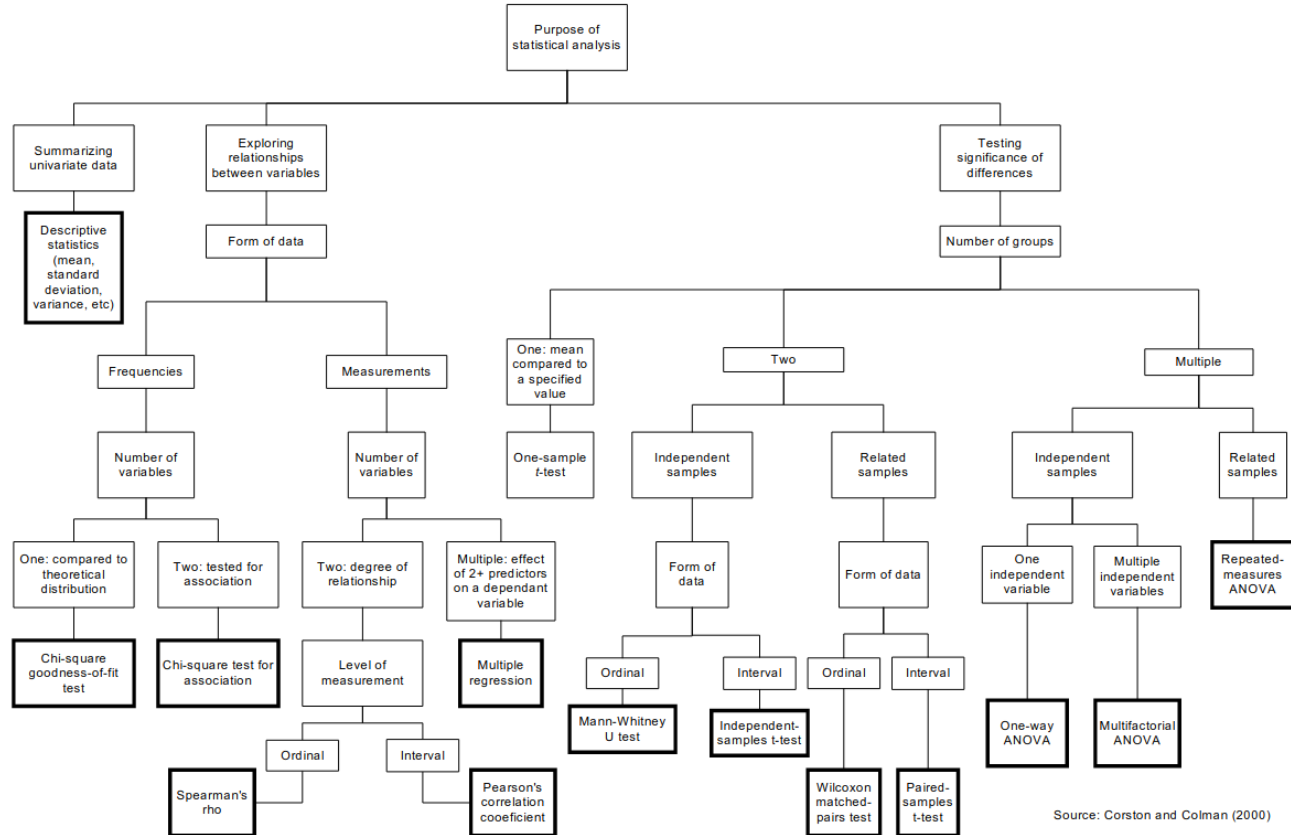 Purpose of
statistical analysis
Summarizing
univariate data
Exploring
relationships
between variables
Testing
significance of
differences
Descriptive
statistics
(mean,
standard
deviation,
variance, etc)
Form of data
Number of groups
Frequencies
Measurements
One: mean
compared to
a specified
value
Two
Multiple
Number of
variables
Number of
variables
One-sample
t-test
Independent
samples
Related
samples
Independent
samples
Related
samples
One: compared to
theoretical
distribution
Two: tested for
association
Two: degree of
relationship
Multiple: effect
of 2+ predictors
on a dependant
variable
Form of
data
Form of data
One
independent
variable
Multiple
independent
variables
Repeated-
measures
ANOVA
Chi-square
goodness-of-fit
test
Chi-square test for
association
Level of
measurement
Multiple
regression
Ordinal
Interval
Ordinal
Interval
Mann-Whitney
U test
Independent-
samples t-test
One-way
ANOVA
Multifactorial
ANOVA
Ordinal
Interval
Spearman's
rho
Pearson's
correlation
cooeficient
Wilcoxon
matched-
pairs test
Paired-
samples
t-test
Source: Corston and Colman (2000)